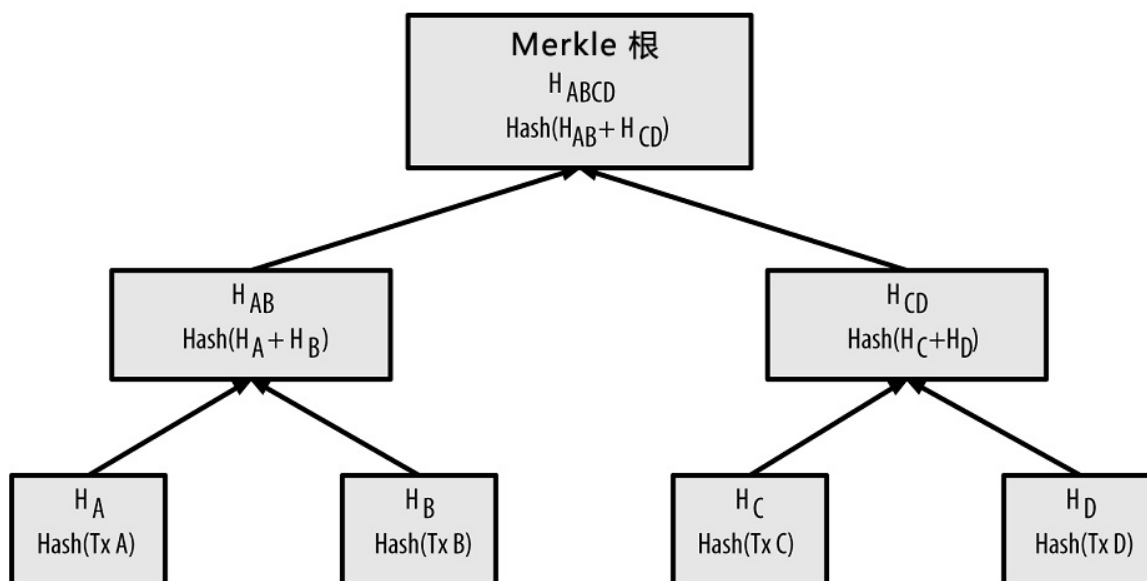 Merkle 根
H ABCD
Hash(H AB + H CD)
H AB
Hash(H A + H B)
H CD
Hash(H C+H D)
H A
Hash(Tx A)
H B
Hash(Tx B)
H C
Hash(Tx C)
H D
Hash(Tx D)